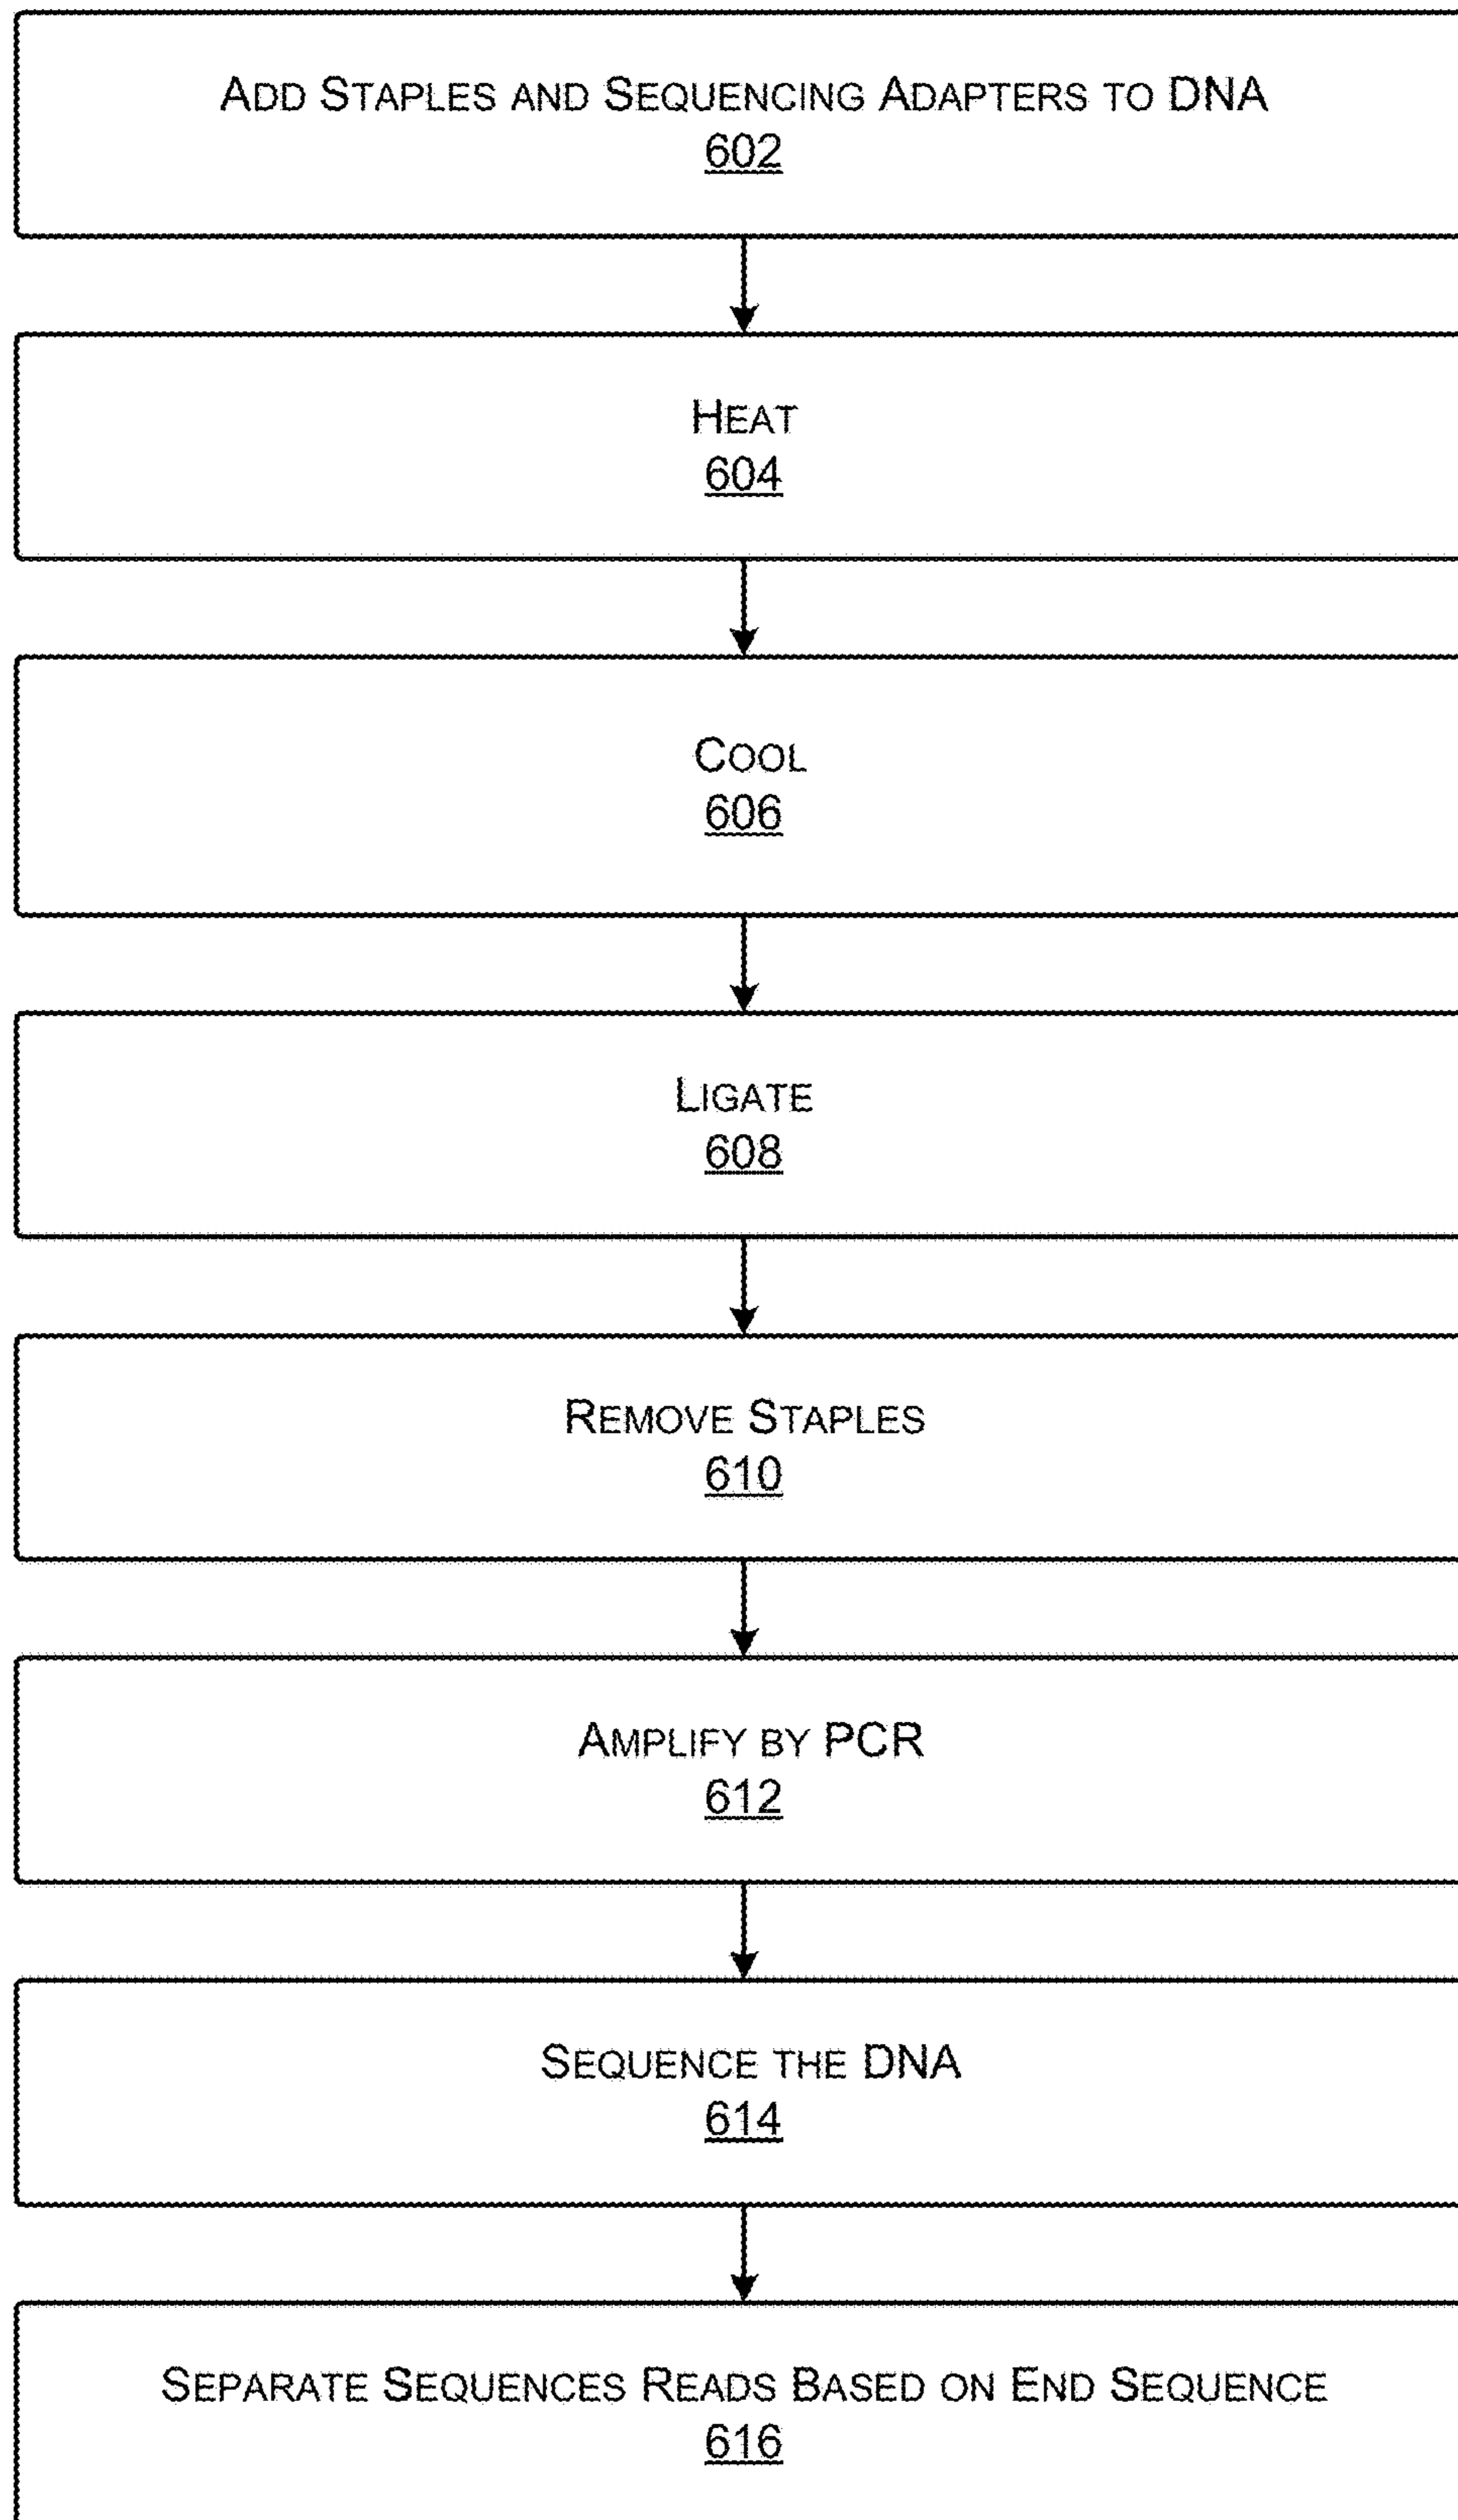 ADD STAPLES AND SEQUENCING ADAPTERS TO DNA
602
HEAT
604
COOL
606
LIGATE
608
REMOVE STAPLES
610
AMPLIFY BY PCR
612
SEQUENCE THE DNA
614
SEPARATE SEQUENCES READS BASED ON END SEQUENCE
616